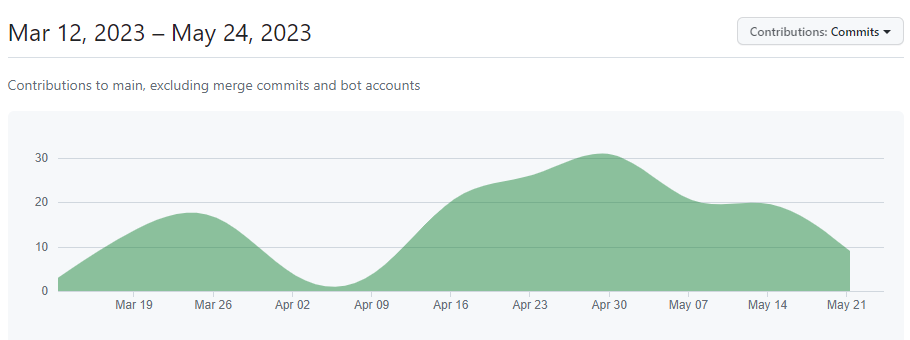 Mar 12, 2023 – May 24, 2023
Contributions: Commits
Contributions to main, excluding merge commits and bot accounts
30
20
10
0
Mar 19 Mar 26 Apr 02 Apr 09 Apr 16 Apr 23 Apr 30 May 07 May 14 May 21